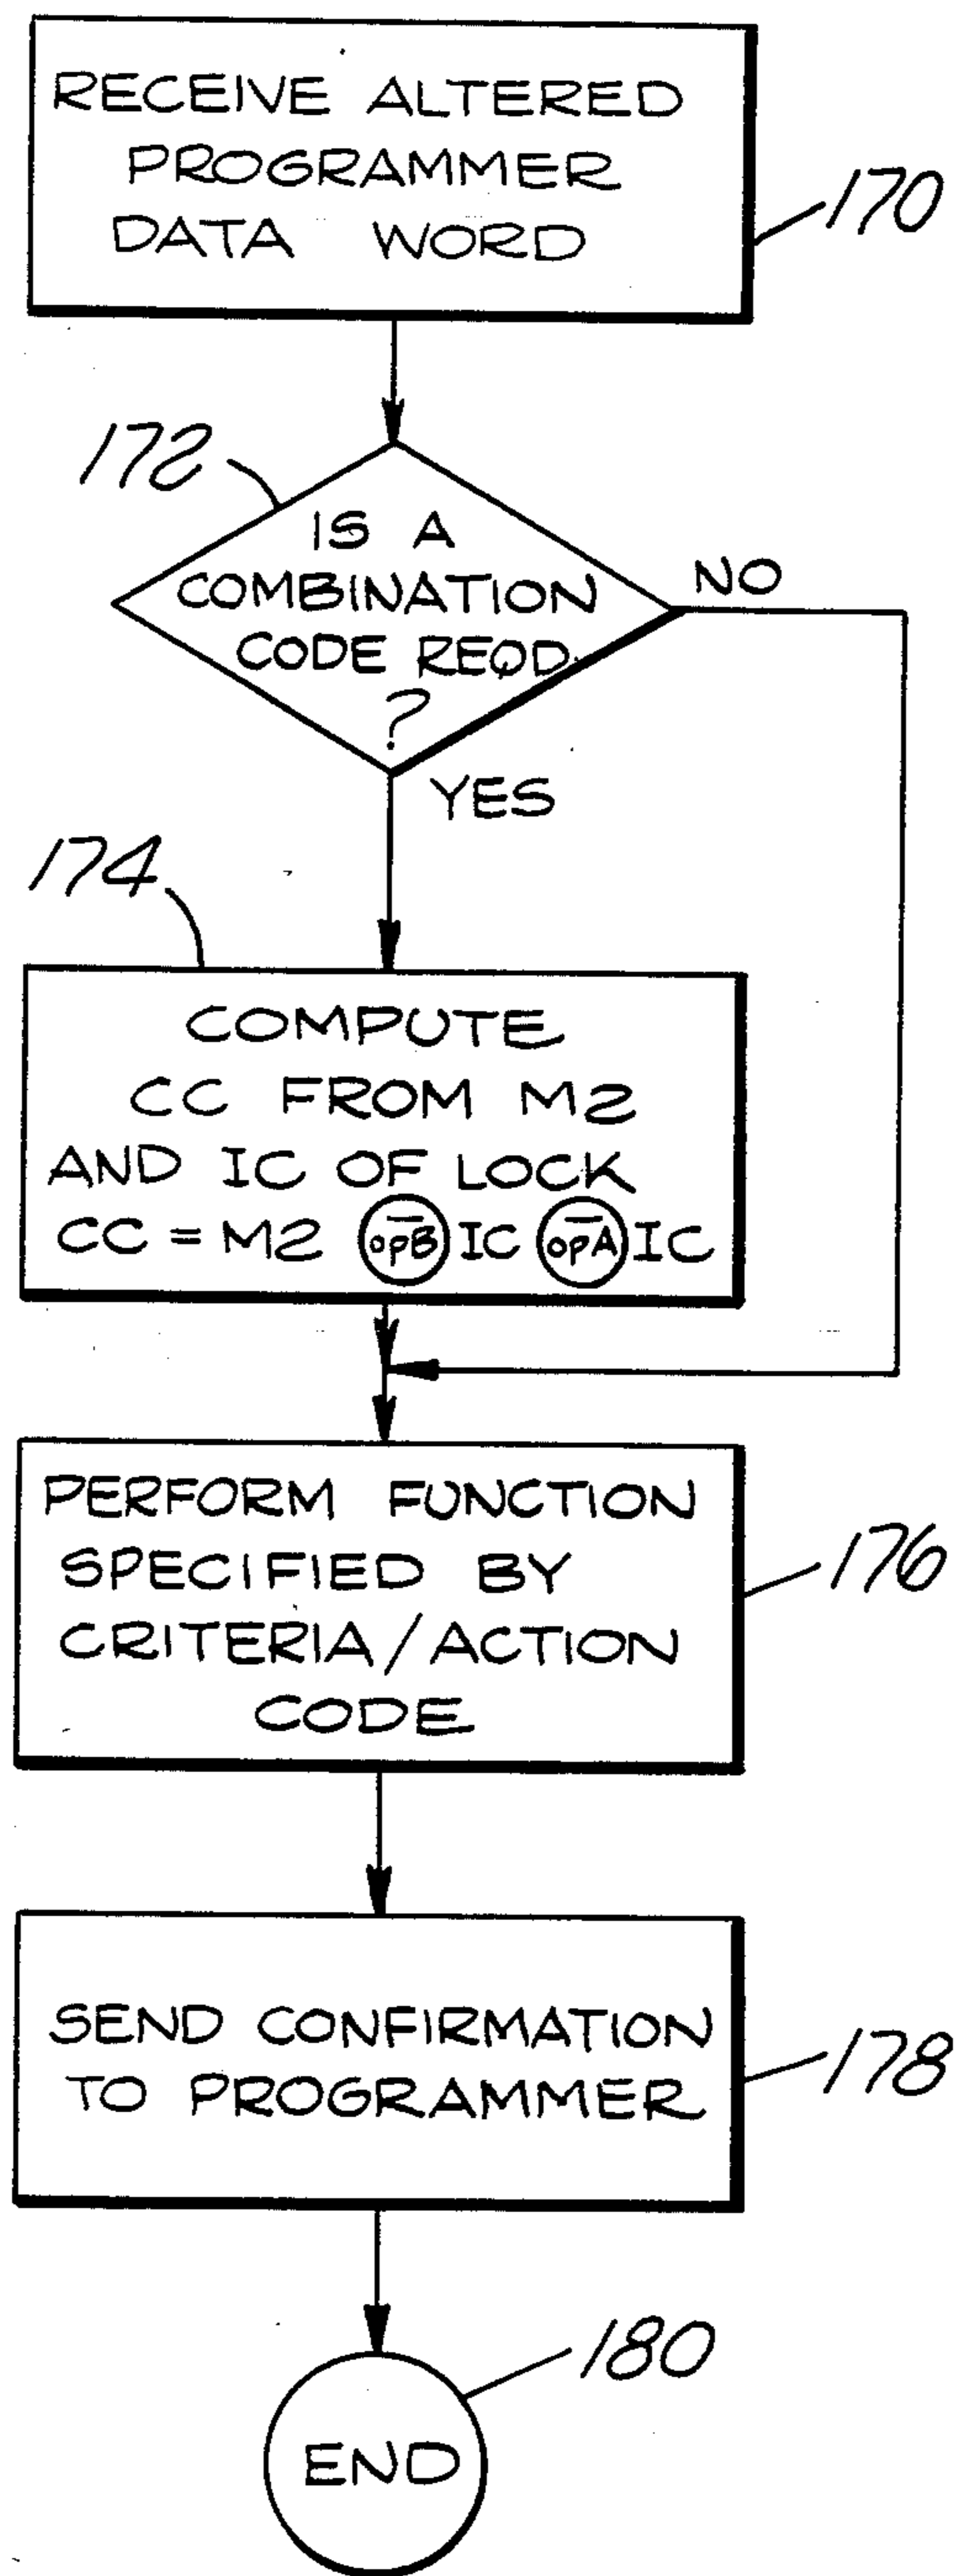 RECEIVE ALTERED
PROGRAMMER
DATA WORD
170
172
IS A
COMBINATION
CODE REQD.
?
NO
YES
174
COMPUTE
CC FROM M2
AND IC OF LOCK
CC = M2 o̅p̅B̅ IC o̅p̅A̅ IC
PERFORM FUNCTION
SPECIFIED BY
CRITERIA/ACTION
CODE
176
SEND CONFIRMATION
TO PROGRAMMER
178
180
END